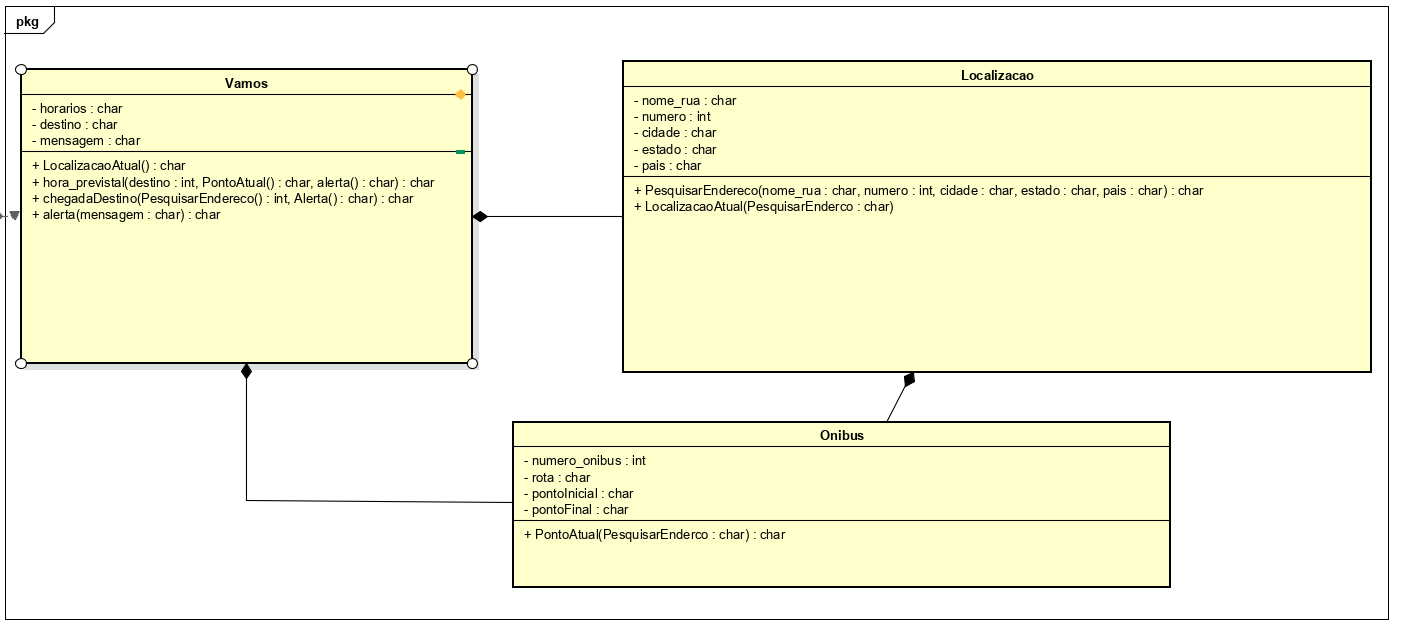 pkg
Vamos
- horarios : char
- destino : char
- mensagem : char
+ LocalizacaoAtual() : char
+ hora_previstaI(destino : int, PontoAtual() : char, alerta() : char) : char
+ chegadaDestino(PesquisarEndereco() : int, Alerta() : char) : char
+ alerta(mensagem : char) : char
Localizacao
- nome_rua : char
- numero : int
- cidade : char
- estado : char
- pais : char
+ PesquisarEndereco(nome_rua : char, numero : int, cidade : char, estado : char, pais : char) : char
+ LocalizacaoAtual(PesquisarEnderco : char)
Onibus
- numero_onibus : int
- rota : char
- pontoInicial : char
- pontoFinal : char
+ PontoAtual(PesquisarEnderco : char) : char